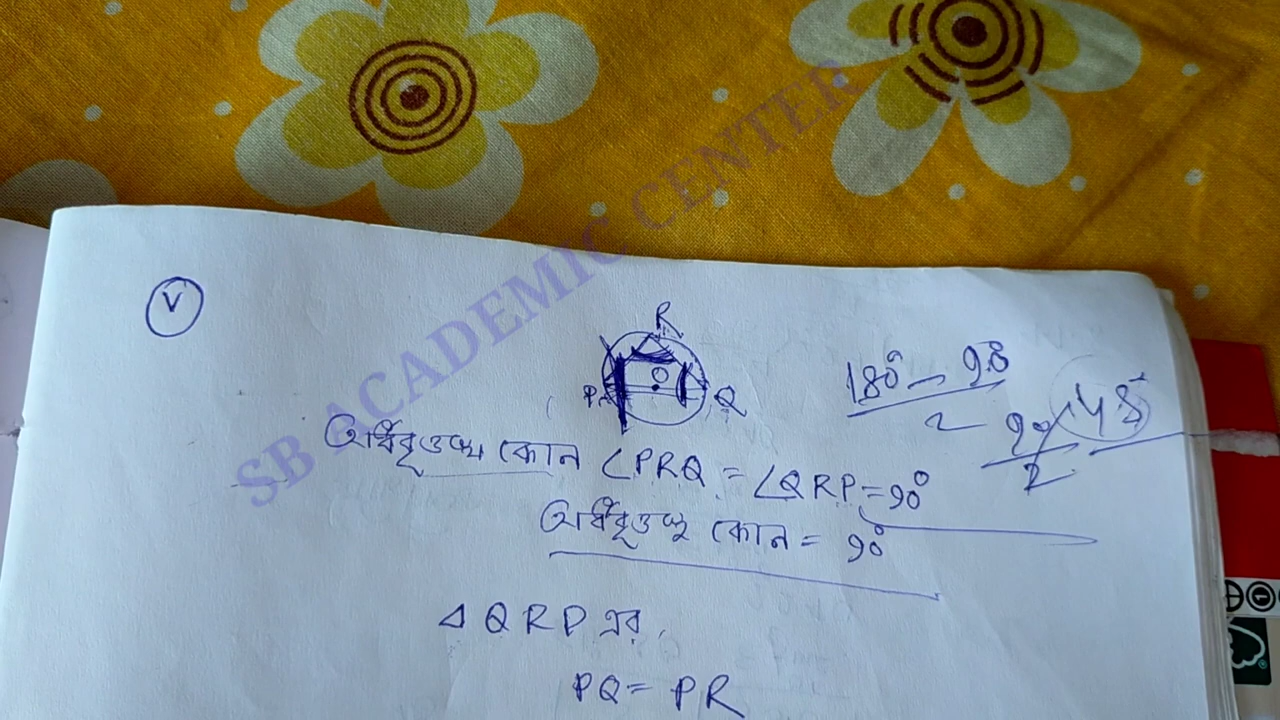 SB ACADEMIC CENTER
V
R
O
P
Q
180° - 90°
2
90
2
45°
অর্ধবৃত্তস্থ কোন ∠PRQ = ∠QRP = 90°
অর্ধবৃত্তস্থ কোন = 90°
△ QRP এর,
PQ = PR